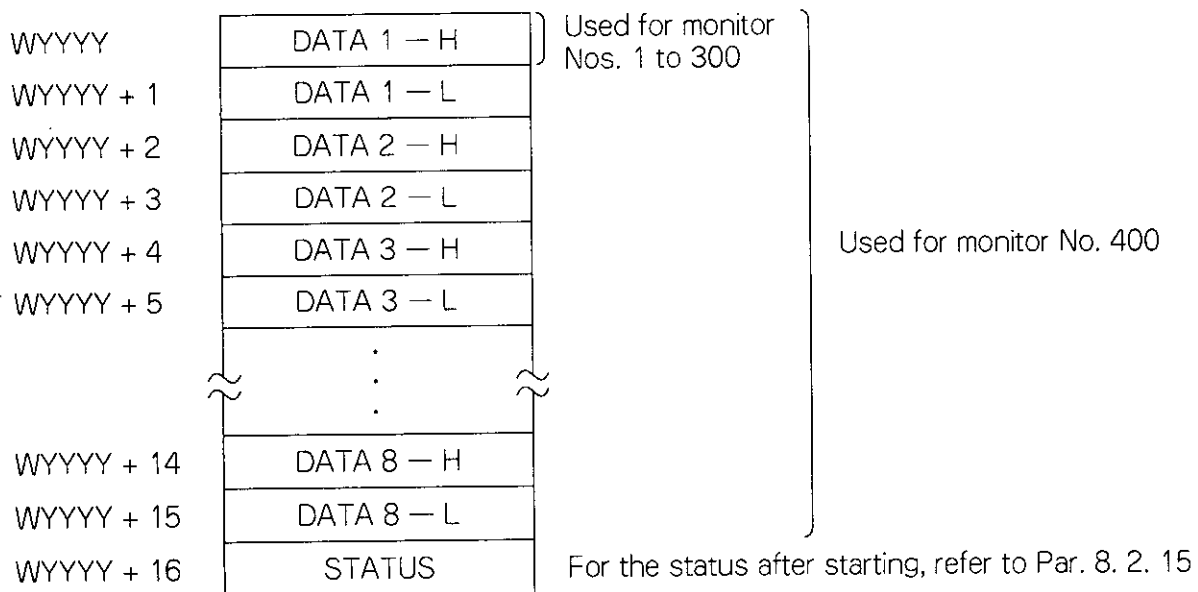 WYYYY DATA 1 — H Used for monitor
Nos. 1 to 300
WYYYY + 1 DATA 1 — L
WYYYY + 2 DATA 2 — H
WYYYY + 3 DATA 2 — L
WYYYY + 4 DATA 3 — H Used for monitor No. 400
WYYYY + 5 DATA 3 — L
WYYYY + 14 DATA 8 — H
WYYYY + 15 DATA 8 — L
WYYYY + 16 STATUS For the status after starting, refer to Par. 8. 2. 15